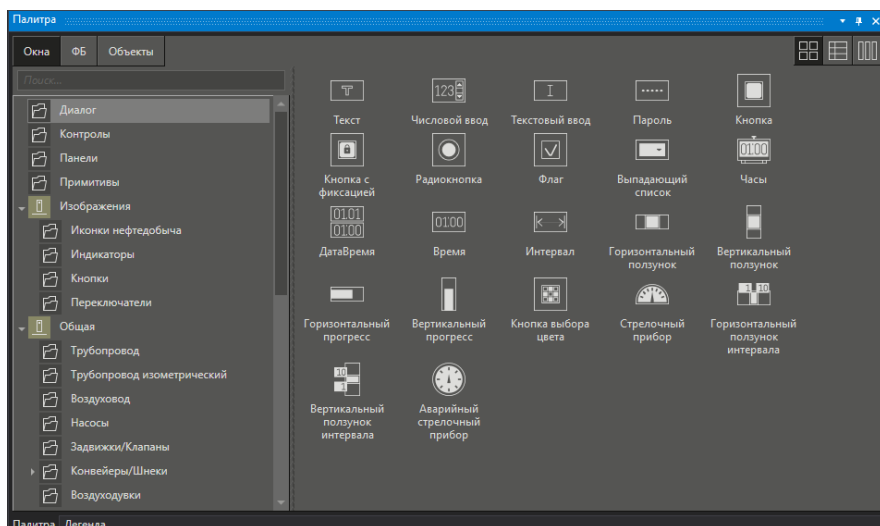 Палитра
Окна ФБ Объекты
Поиск...
Диалог
Контролы
Панели
Примитивы
Изображения
Иконки нефтедобыча
Индикаторы
Кнопки
Переключатели
Общая
Трубопровод
Трубопровод изометрический
Воздуховод
Насосы
Задвижки/Клапаны
Конвейеры/Шнеки
Воздуходувки
123
01:00
Текст Числовой ввод Текстовый ввод Пароль Кнопка
Кнопка с фиксацией Радиокнопка Флаг Выпадающий список Часы
01.01
01:00 01:00
ДатаВремя Время Интервал Горизонтальный ползунок Вертикальный ползунок
1 10
Горизонтальный прогресс Вертикальный прогресс Кнопка выбора цвета Стрелочный прибор Горизонтальный ползунок интервала
10
1
Вертикальный ползунок интервала Аварийный стрелочный прибор
Палитра Легенда